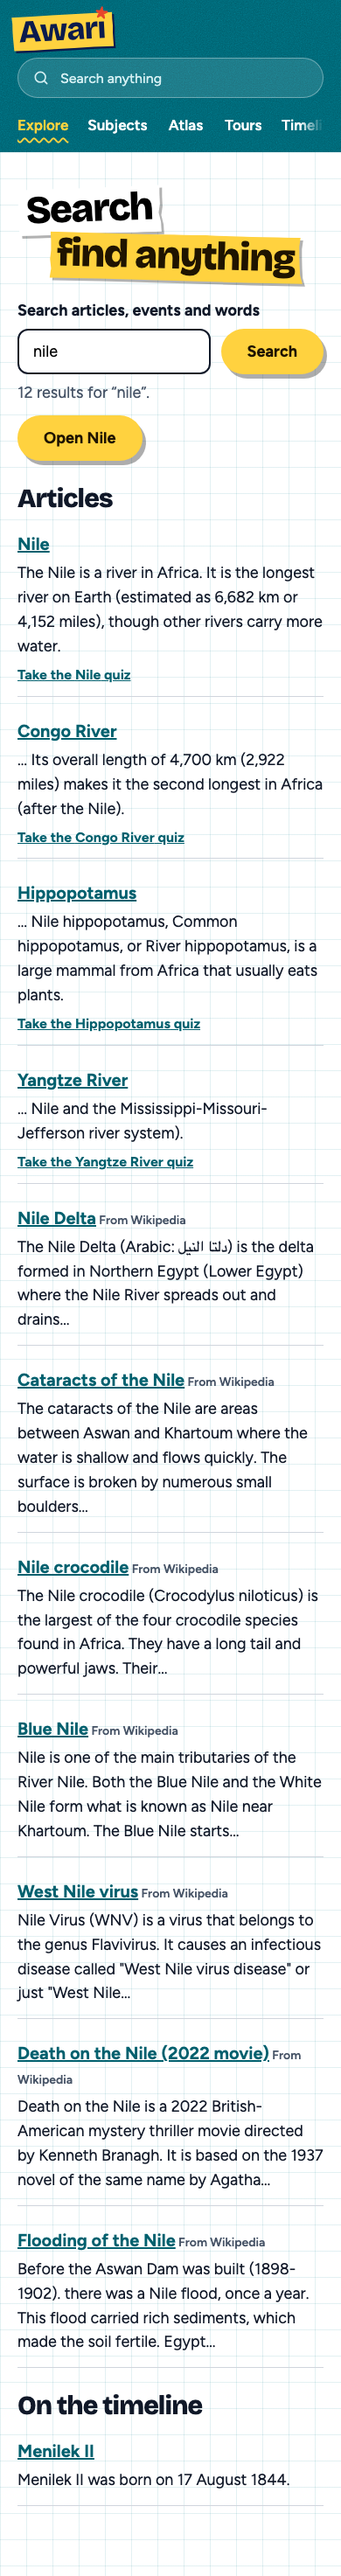 Awari
Search anything
Explore Subjects Atlas Tours Timeli
Search
find anything
Search articles, events and words
nile
Search
12 results for “nile”.
Open Nile
Articles
Nile
The Nile is a river in Africa. It is the longest
river on Earth (estimated as 6,682 km or
4,152 miles), though other rivers carry more
water.
Take the Nile quiz
Congo River
... Its overall length of 4,700 km (2,922
miles) makes it the second longest in Africa
(after the Nile).
Take the Congo River quiz
Hippopotamus
... Nile hippopotamus, Common
hippopotamus, or River hippopotamus, is a
large mammal from Africa that usually eats
plants.
Take the Hippopotamus quiz
Yangtze River
... Nile and the Mississippi-Missouri-
Jefferson river system).
Take the Yangtze River quiz
Nile Delta From Wikipedia
The Nile Delta (Arabic: دلتا النيل) is the delta
formed in Northern Egypt (Lower Egypt)
where the Nile River spreads out and
drains...
Cataracts of the Nile From Wikipedia
The cataracts of the Nile are areas
between Aswan and Khartoum where the
water is shallow and flows quickly. The
surface is broken by numerous small
boulders...
Nile crocodile From Wikipedia
The Nile crocodile (Crocodylus niloticus) is
the largest of the four crocodile species
found in Africa. They have a long tail and
powerful jaws. Their...
Blue Nile From Wikipedia
Nile is one of the main tributaries of the
River Nile. Both the Blue Nile and the White
Nile form what is known as Nile near
Khartoum. The Blue Nile starts...
West Nile virus From Wikipedia
Nile Virus (WNV) is a virus that belongs to
the genus Flavivirus. It causes an infectious
disease called "West Nile virus disease" or
just "West Nile...
Death on the Nile (2022 movie) From
Wikipedia
Death on the Nile is a 2022 British-
American mystery thriller movie directed
by Kenneth Branagh. It is based on the 1937
novel of the same name by Agatha...
Flooding of the Nile From Wikipedia
Before the Aswan Dam was built (1898-
1902). there was a Nile flood, once a year.
This flood carried rich sediments, which
made the soil fertile. Egypt...
On the timeline
Menilek II
Menilek II was born on 17 August 1844.